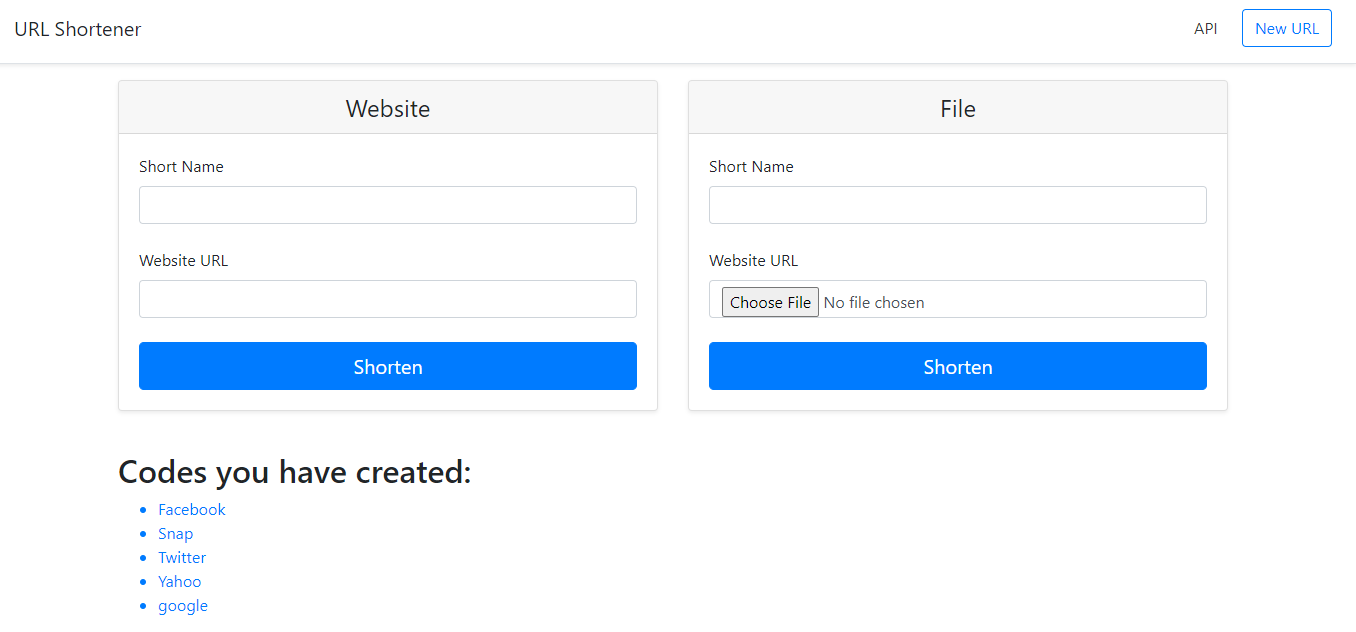 URL Shortener
API
New URL
Website
Short Name
Website URL
Shorten
File
Short Name
Website URL
Choose File No file chosen
Shorten
Codes you have created:
Facebook
Snap
Twitter
Yahoo
google